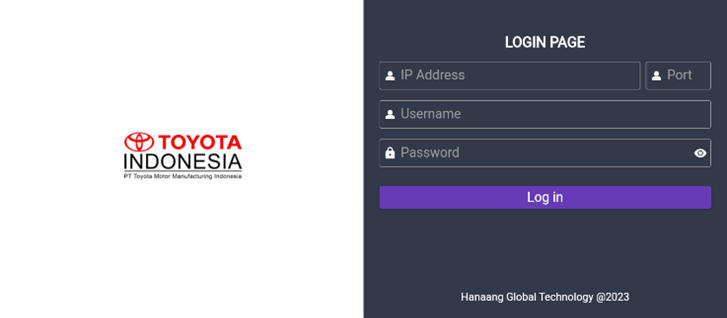 TOYOTA
INDONESIA
PT Toyota Motor Manufacturing Indonesia
LOGIN PAGE
IP Address
Port
Username
Password
Log in
Hanaang Global Technology @2023